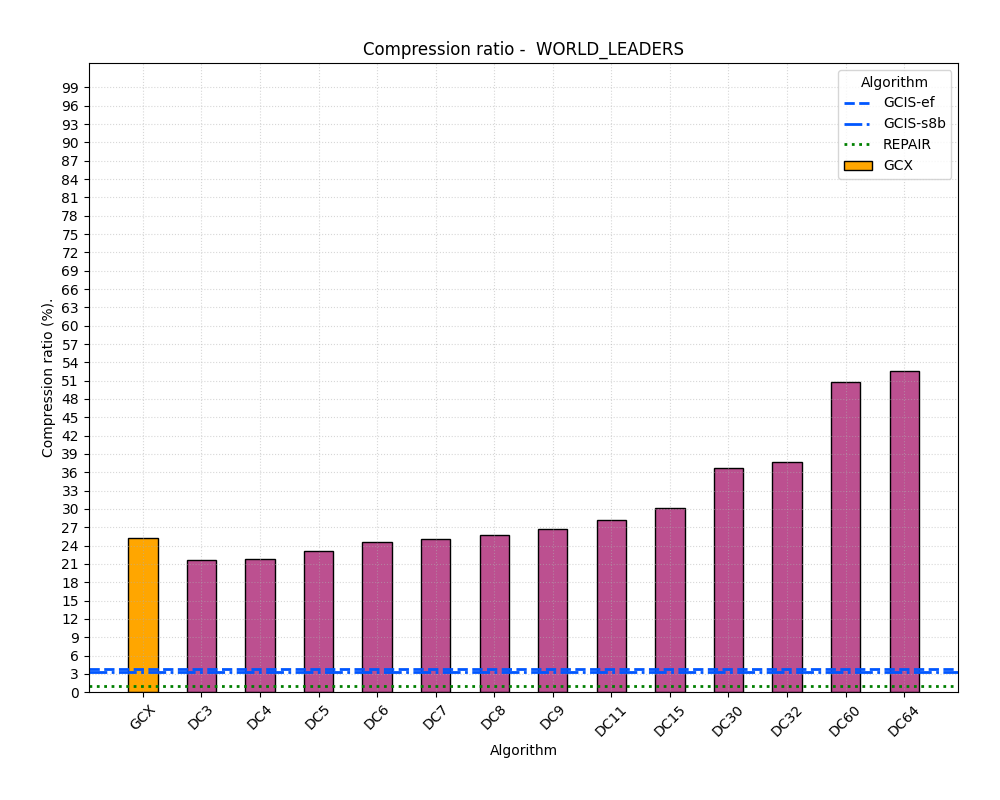 Compression ratio -  WORLD_LEADERS
Algorithm
GCIS-ef
GCIS-s8b
REPAIR
GCX
99
96
93
90
87
84
81
78
75
72
69
66
63
60
57
54
51
48
45
42
39
36
33
30
27
24
21
18
15
12
9
6
3
0
Compression ratio (%).
GCX
DC3
DC4
DC5
DC6
DC7
DC8
DC9
DC11
DC15
DC30
DC32
DC60
DC64
Algorithm